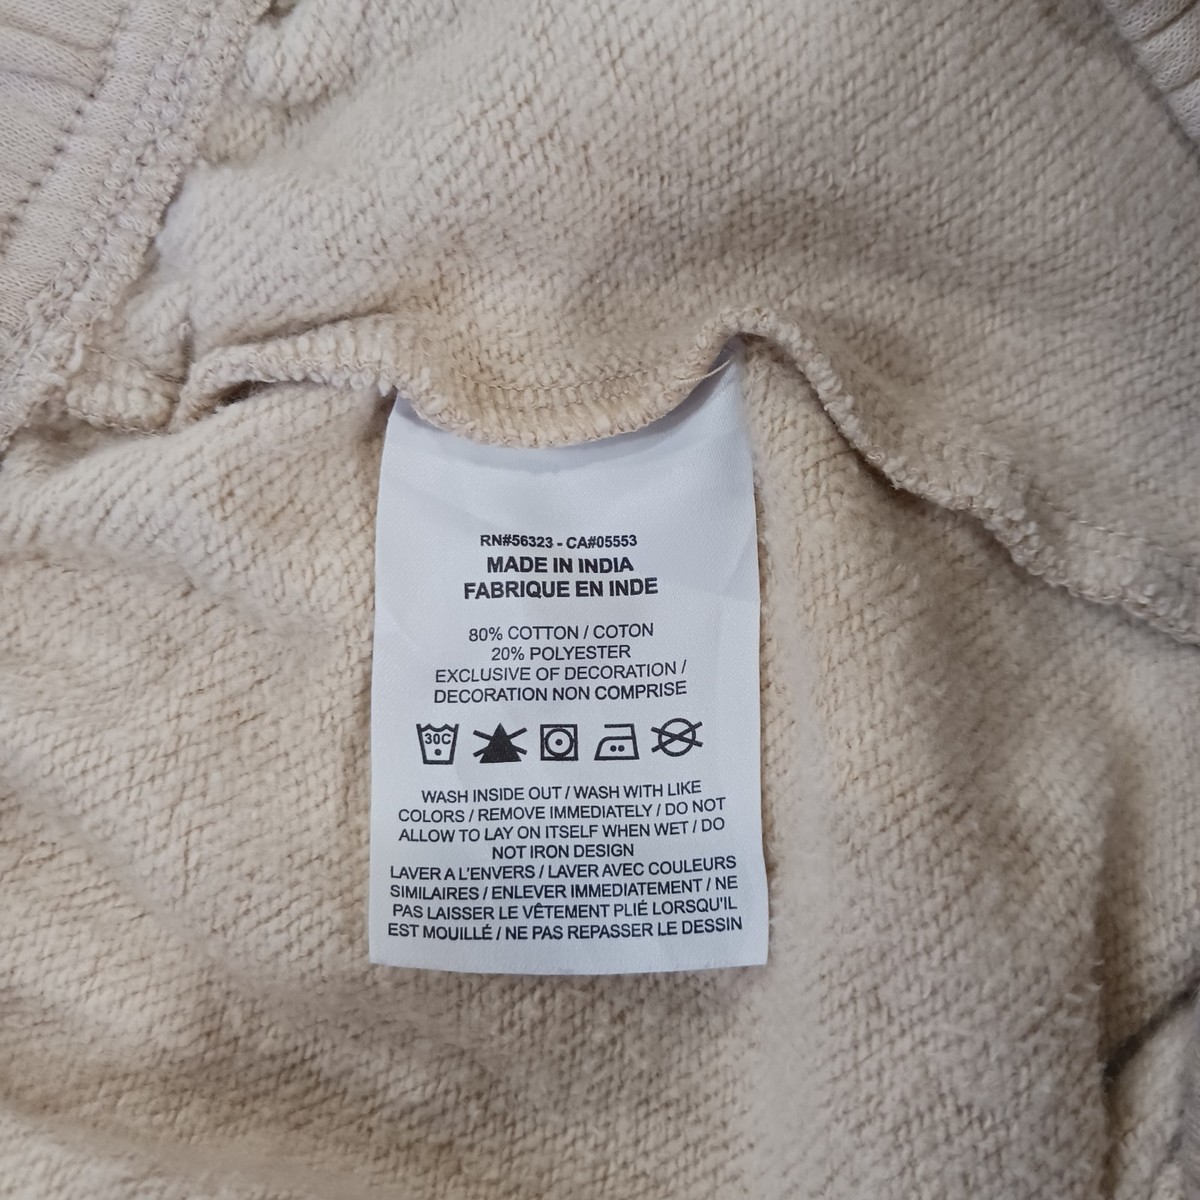 RN#56323 - CA#05553
MADE IN INDIA
FABRIQUE EN INDE
80% COTTON / COTON
20% POLYESTER
EXCLUSIVE OF DECORATION /
DECORATION NON COMPRISE
30C
WASH INSIDE OUT / WASH WITH LIKE
COLORS / REMOVE IMMEDIATELY / DO NOT
ALLOW TO LAY ON ITSELF WHEN WET / DO
NOT IRON DESIGN
LAVER A L'ENVERS / LAVER AVEC COULEURS
SIMILAIRES / ENLEVER IMMEDIATEMENT / NE
PAS LAISSER LE VÊTEMENT PLIÉ LORSQU'IL
EST MOUILLÉ / NE PAS REPASSER LE DESSIN